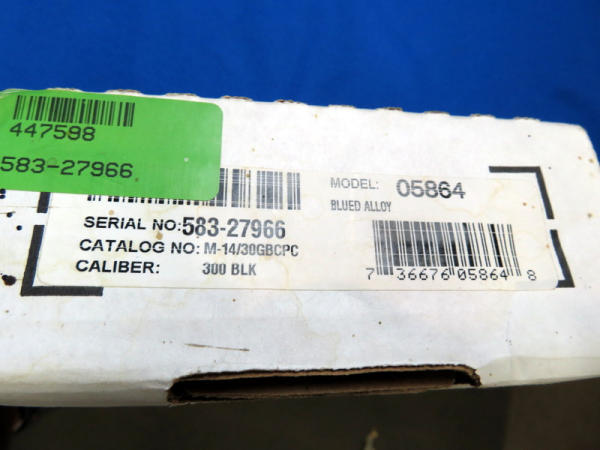 447598
583-27966
MODEL: 05864
BLUED ALLOY
SERIAL NO: 583-27966
CATALOG NO: M-14/30GBCPC
CALIBER: 300 BLK
7 36676 05864 8